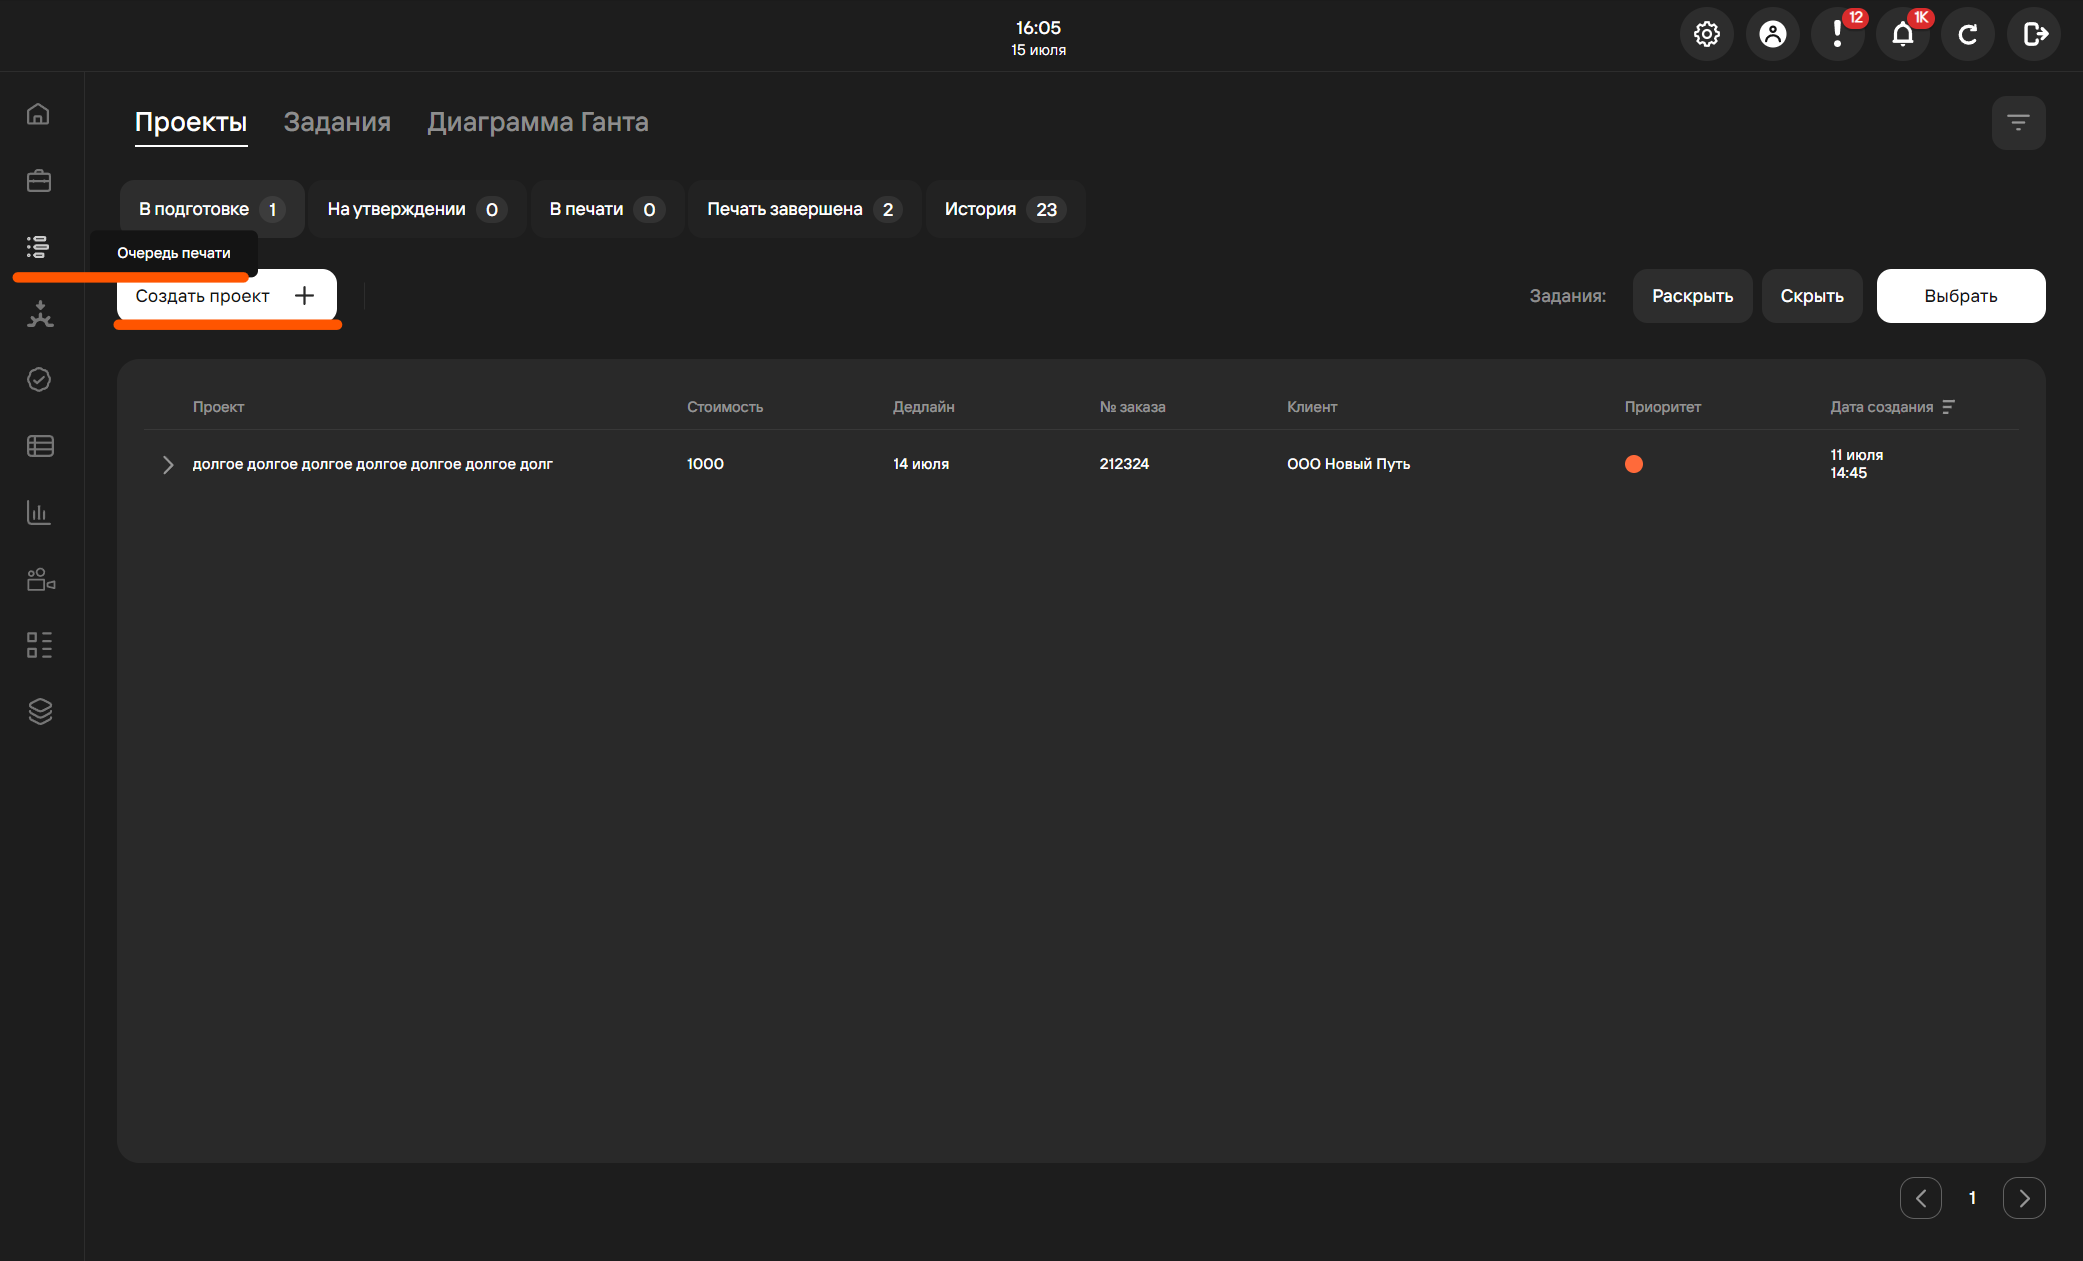 16:05
15 июля
12
1K
Проекты Задания Диаграмма Ганта
В подготовке 1 На утверждении 0 В печати 0 Печать завершена 2 История 23
Очередь печати
Создать проект
Задания: Раскрыть Скрыть Выбрать
Проект Стоимость Дедлайн № заказа Клиент Приоритет Дата создания
долгое долгое долгое долгое долгое долгое долг 1000 14 июля 212324 ООО Новый Путь 11 июля
14:45
1